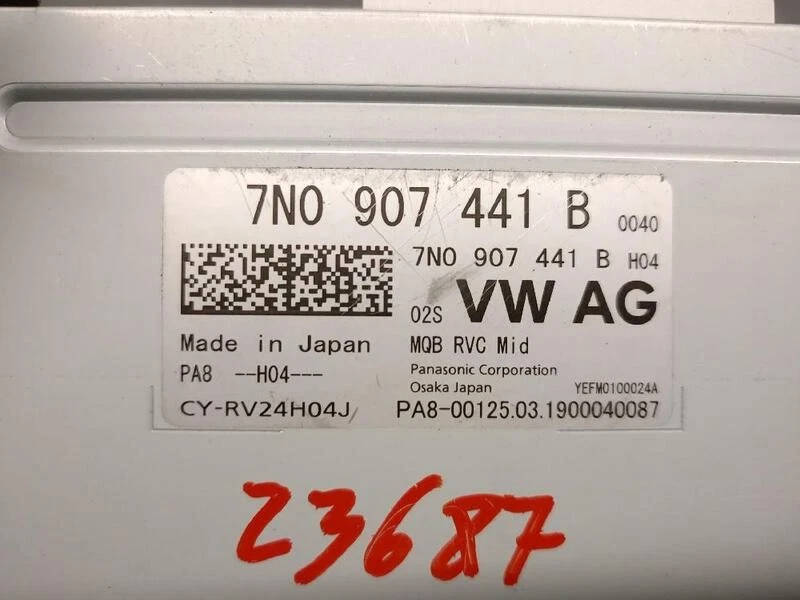 7N0 907 441 B 0040
7N0 907 441 B H04
02S VW AG
Made in Japan MQB RVC Mid
PA8 --H04--- Panasonic Corporation
Osaka Japan YEFM0100024A
CY-RV24H04J PA8-00125.03.1900040087
23687